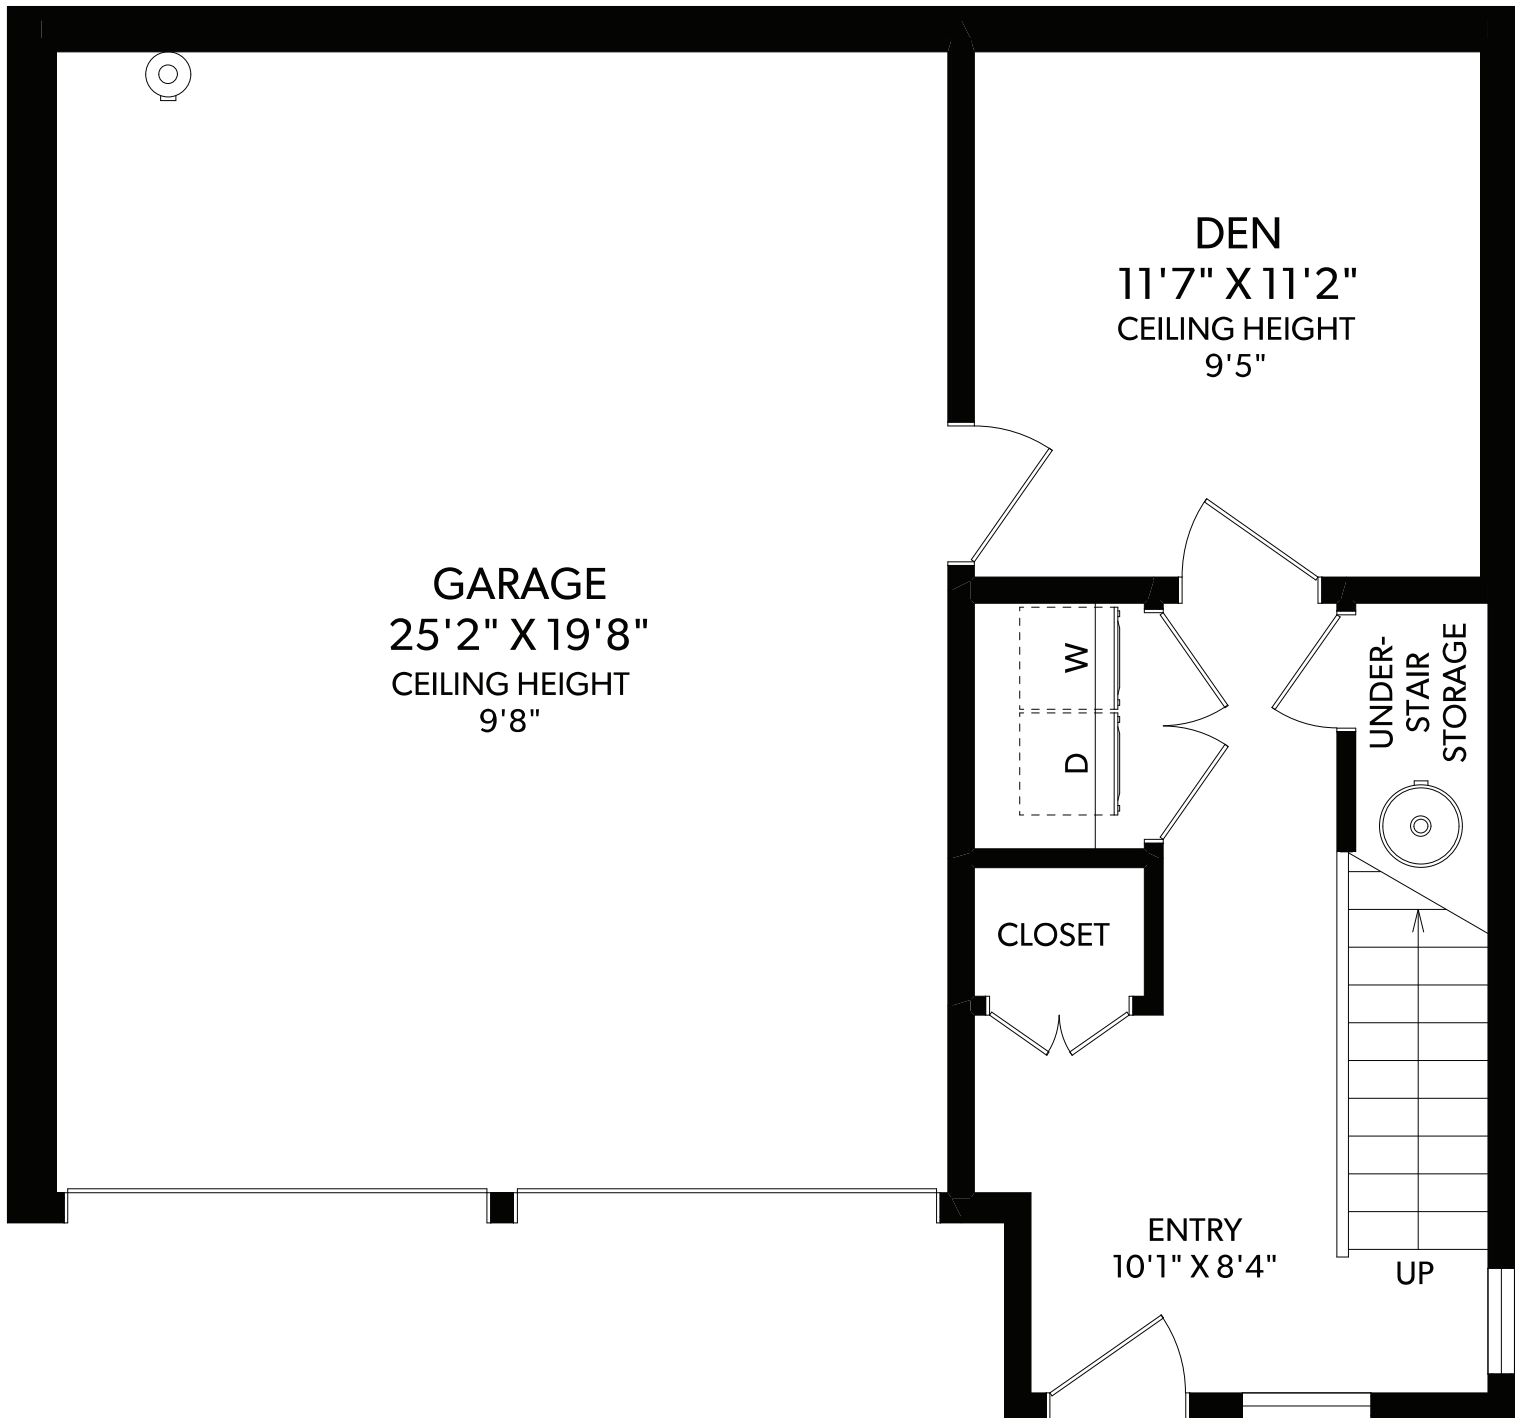 DEN
11'7" X 11'2"
CEILING HEIGHT
9'5"
GARAGE
25'2" X 19'8"
CEILING HEIGHT
9'8"
W
D
UNDER-
STAIR
STORAGE
CLOSET
ENTRY
10'1" X 8'4"
UP